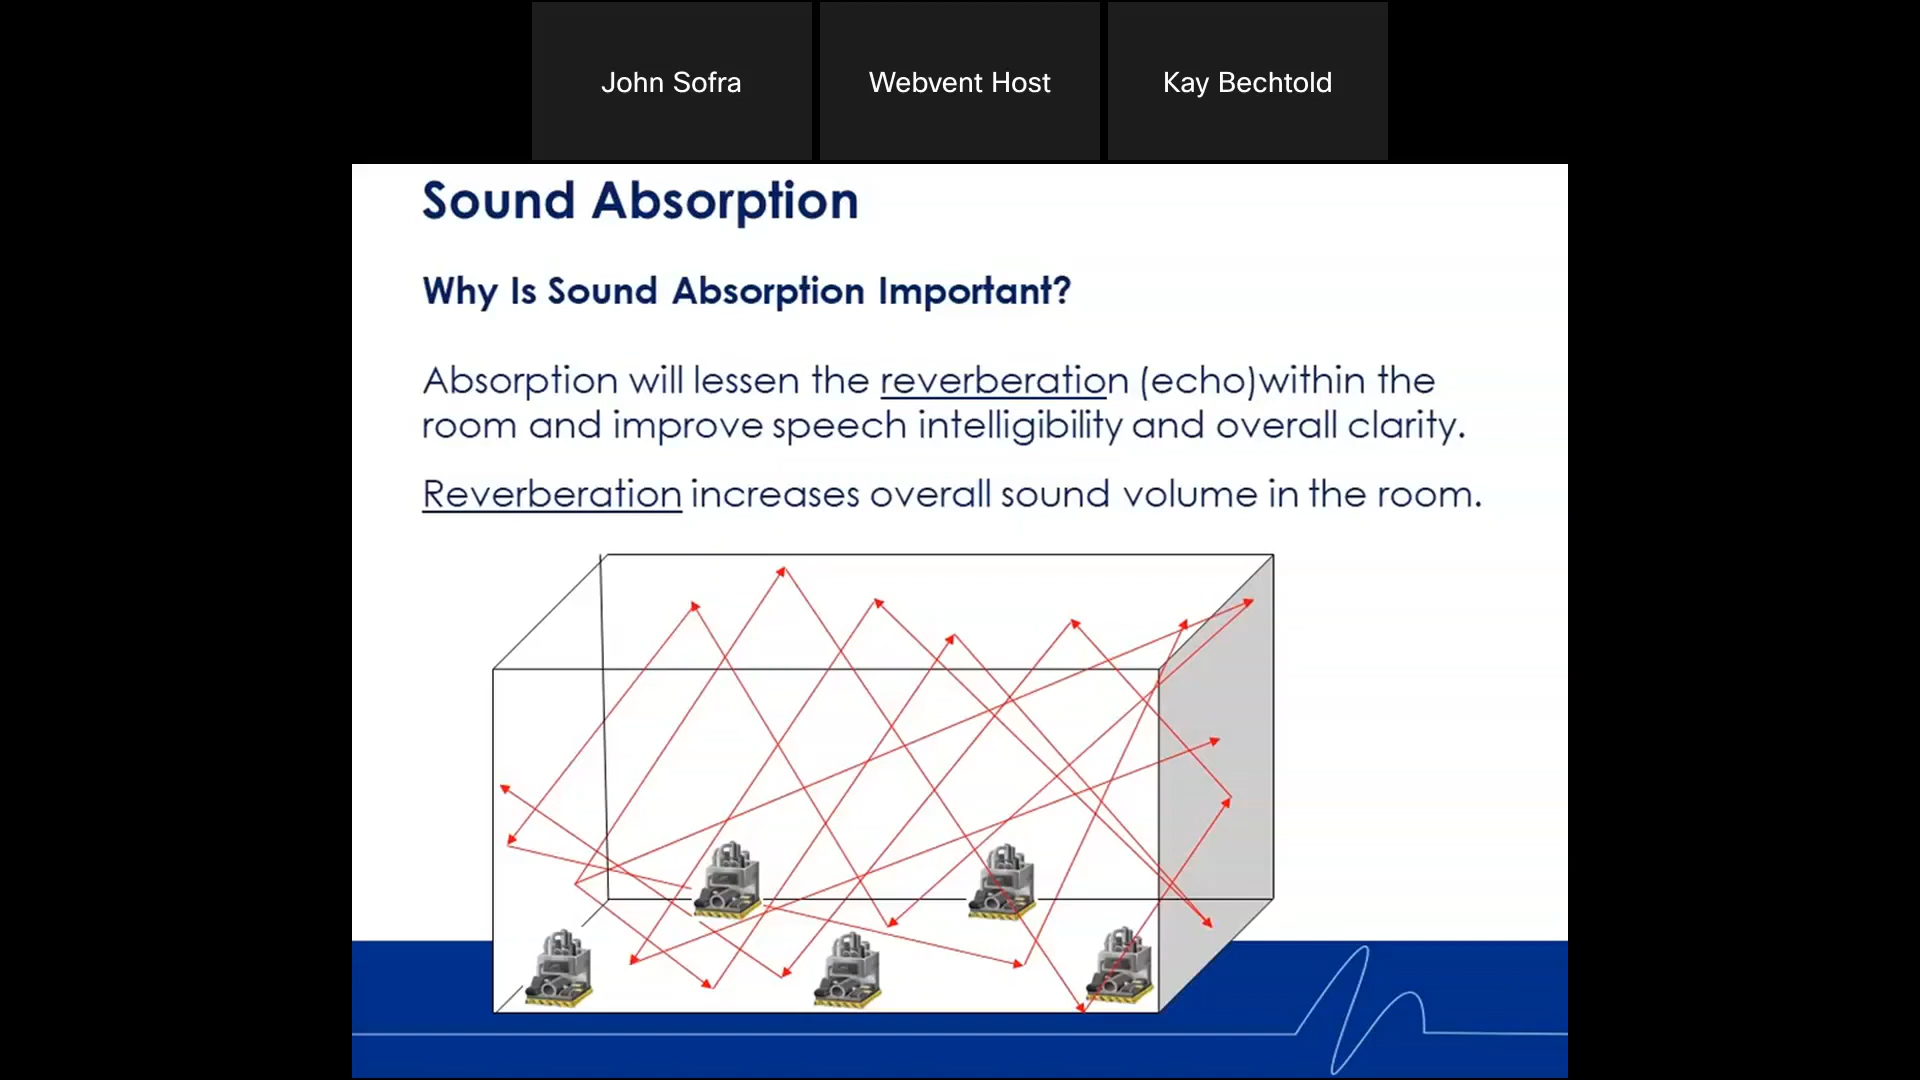 John Sofra
Webvent Host
Kay Bechtold
Sound Absorption
Why Is Sound Absorption Important?
Absorption will lessen the reverberation (echo)within the
room and improve speech intelligibility and overall clarity.
Reverberation increases overall sound volume in the room.